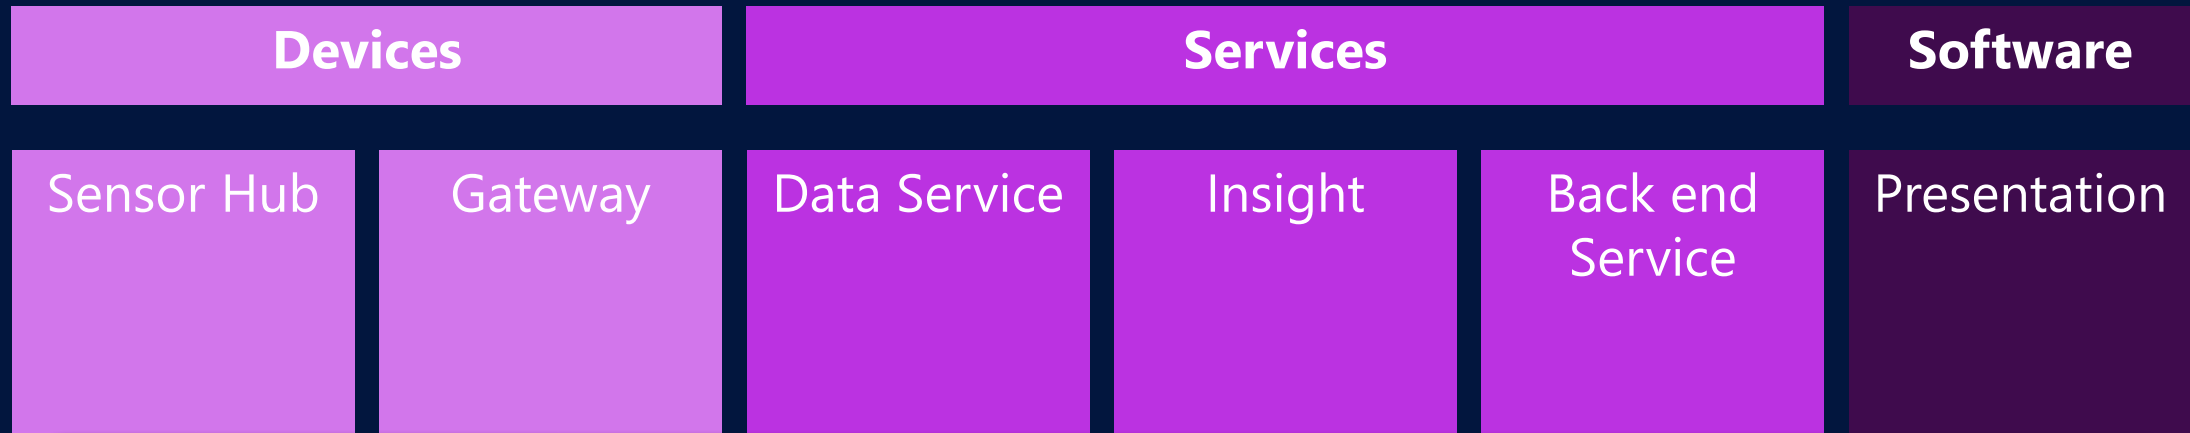 Devices
Services
Software
Sensor Hub
Gateway
Data Service
Insight
Back end
Service
Presentation